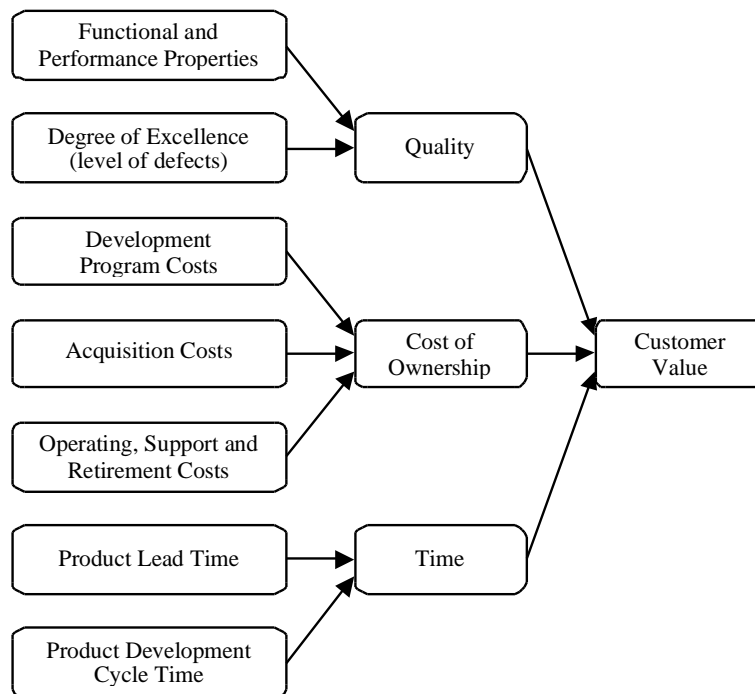 Functional and
Performance Properties
Degree of Excellence
(level of defects)
Quality
Development
Program Costs
Acquisition Costs
Cost of
Ownership
Customer
Value
Operating, Support and
Retirement Costs
Product Lead Time
Time
Product Development
Cycle Time